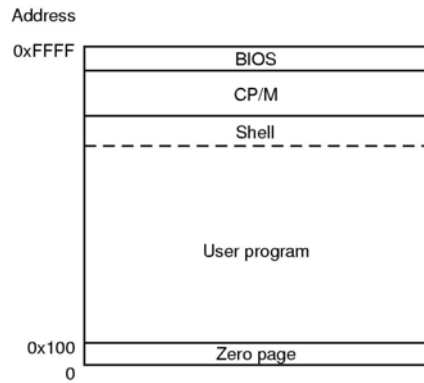 Address
0xFFFF
BIOS
CP/M
Shell
User program
0x100
Zero page
0